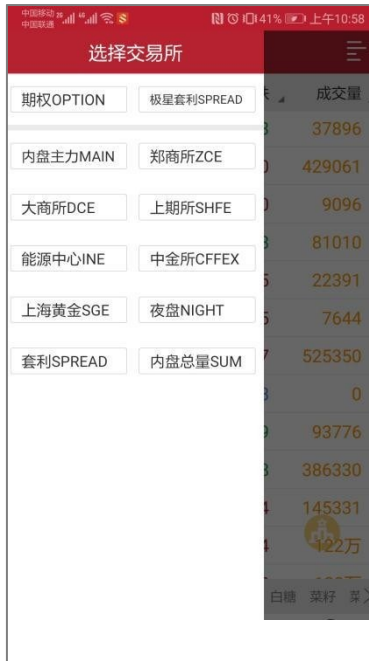 中国移动 中国联通 41% 上午10:58
选择交易所
期权OPTION 极星套利SPREAD
成交量
内盘主力MAIN 郑商所ZCE
37896
429061
大商所DCE 上期所SHFE
9096
81010
能源中心INE 中金所CFFEX
22391
上海黄金SGE 夜盘NIGHT
7644
套利SPREAD 内盘总量SUM
525350
0
93776
386330
145331
122万
白糖 菜籽 菜